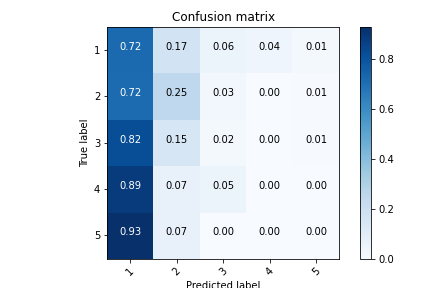 Confusion matrix
True label
1 0.72 0.17 0.06 0.04 0.01
2 0.72 0.25 0.03 0.00 0.01
3 0.82 0.15 0.02 0.00 0.01
4 0.89 0.07 0.05 0.00 0.00
5 0.93 0.07 0.00 0.00 0.00
1 2 3 4 5
Predicted label
0.8
0.6
0.4
0.2
0.0